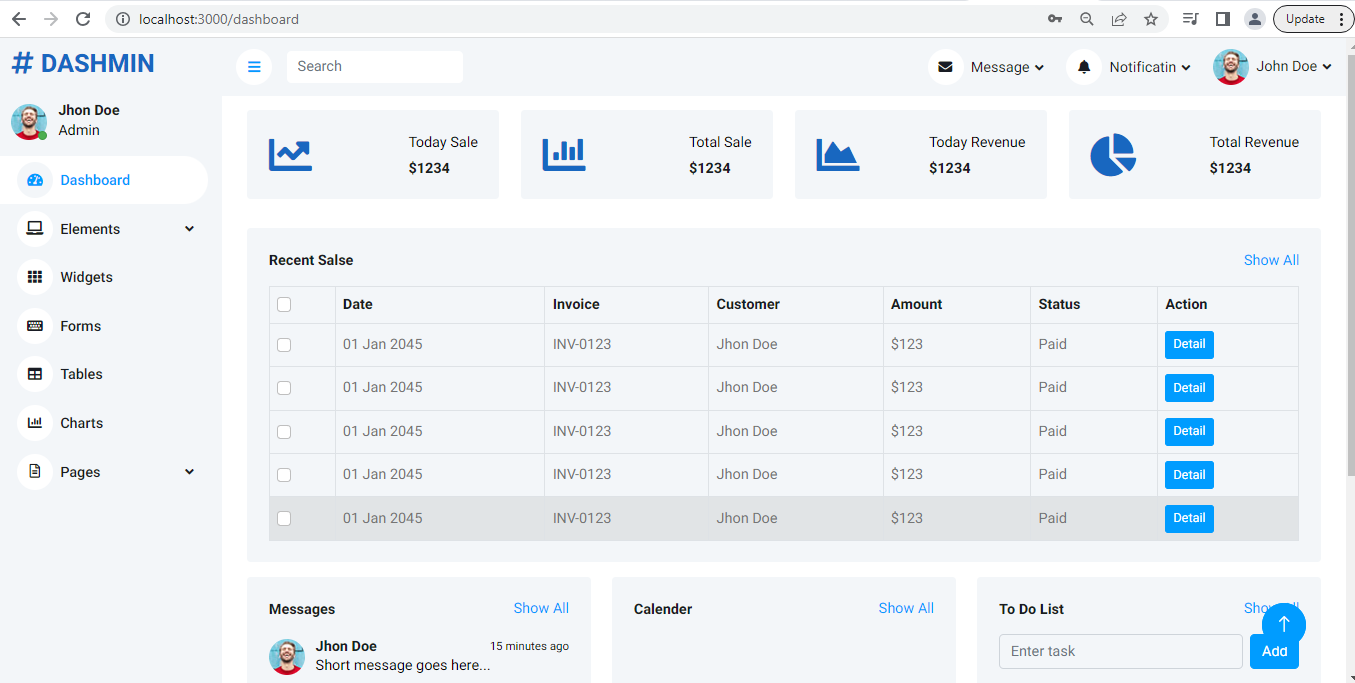 localhost:3000/dashboard
Update
# DASHMIN
Search
Message
Notificatin
John Doe
Jhon Doe
Admin
Dashboard
Elements
Widgets
Forms
Tables
Charts
Pages
Today Sale
$1234
Total Sale
$1234
Today Revenue
$1234
Total Revenue
$1234
Recent Salse Show All
Date Invoice Customer Amount Status Action
01 Jan 2045 INV-0123 Jhon Doe $123 Paid Detail
01 Jan 2045 INV-0123 Jhon Doe $123 Paid Detail
01 Jan 2045 INV-0123 Jhon Doe $123 Paid Detail
01 Jan 2045 INV-0123 Jhon Doe $123 Paid Detail
01 Jan 2045 INV-0123 Jhon Doe $123 Paid Detail
Messages Show All
Jhon Doe 15 minutes ago
Short message goes here...
Calender Show All
To Do List
Enter task Add